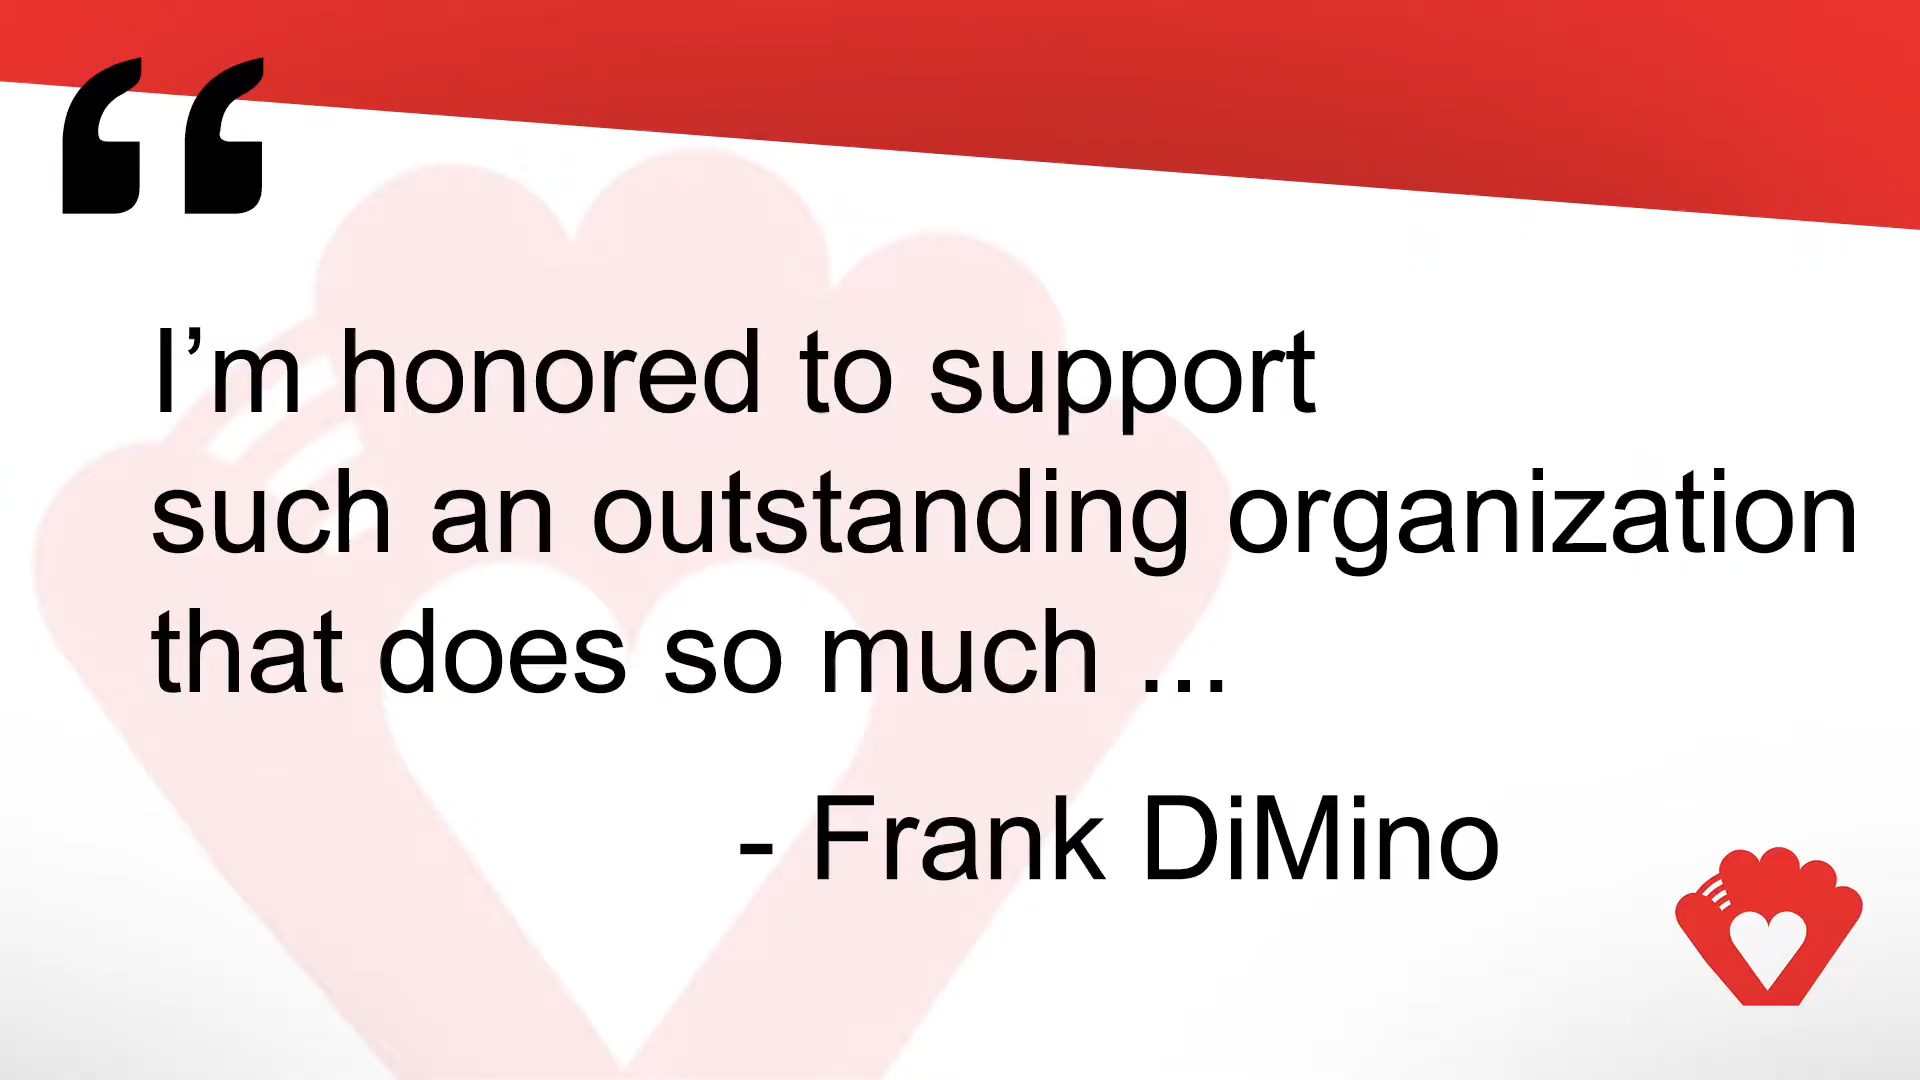 “
I’m honored to support
such an outstanding organization
that does so much ...
- Frank DiMino